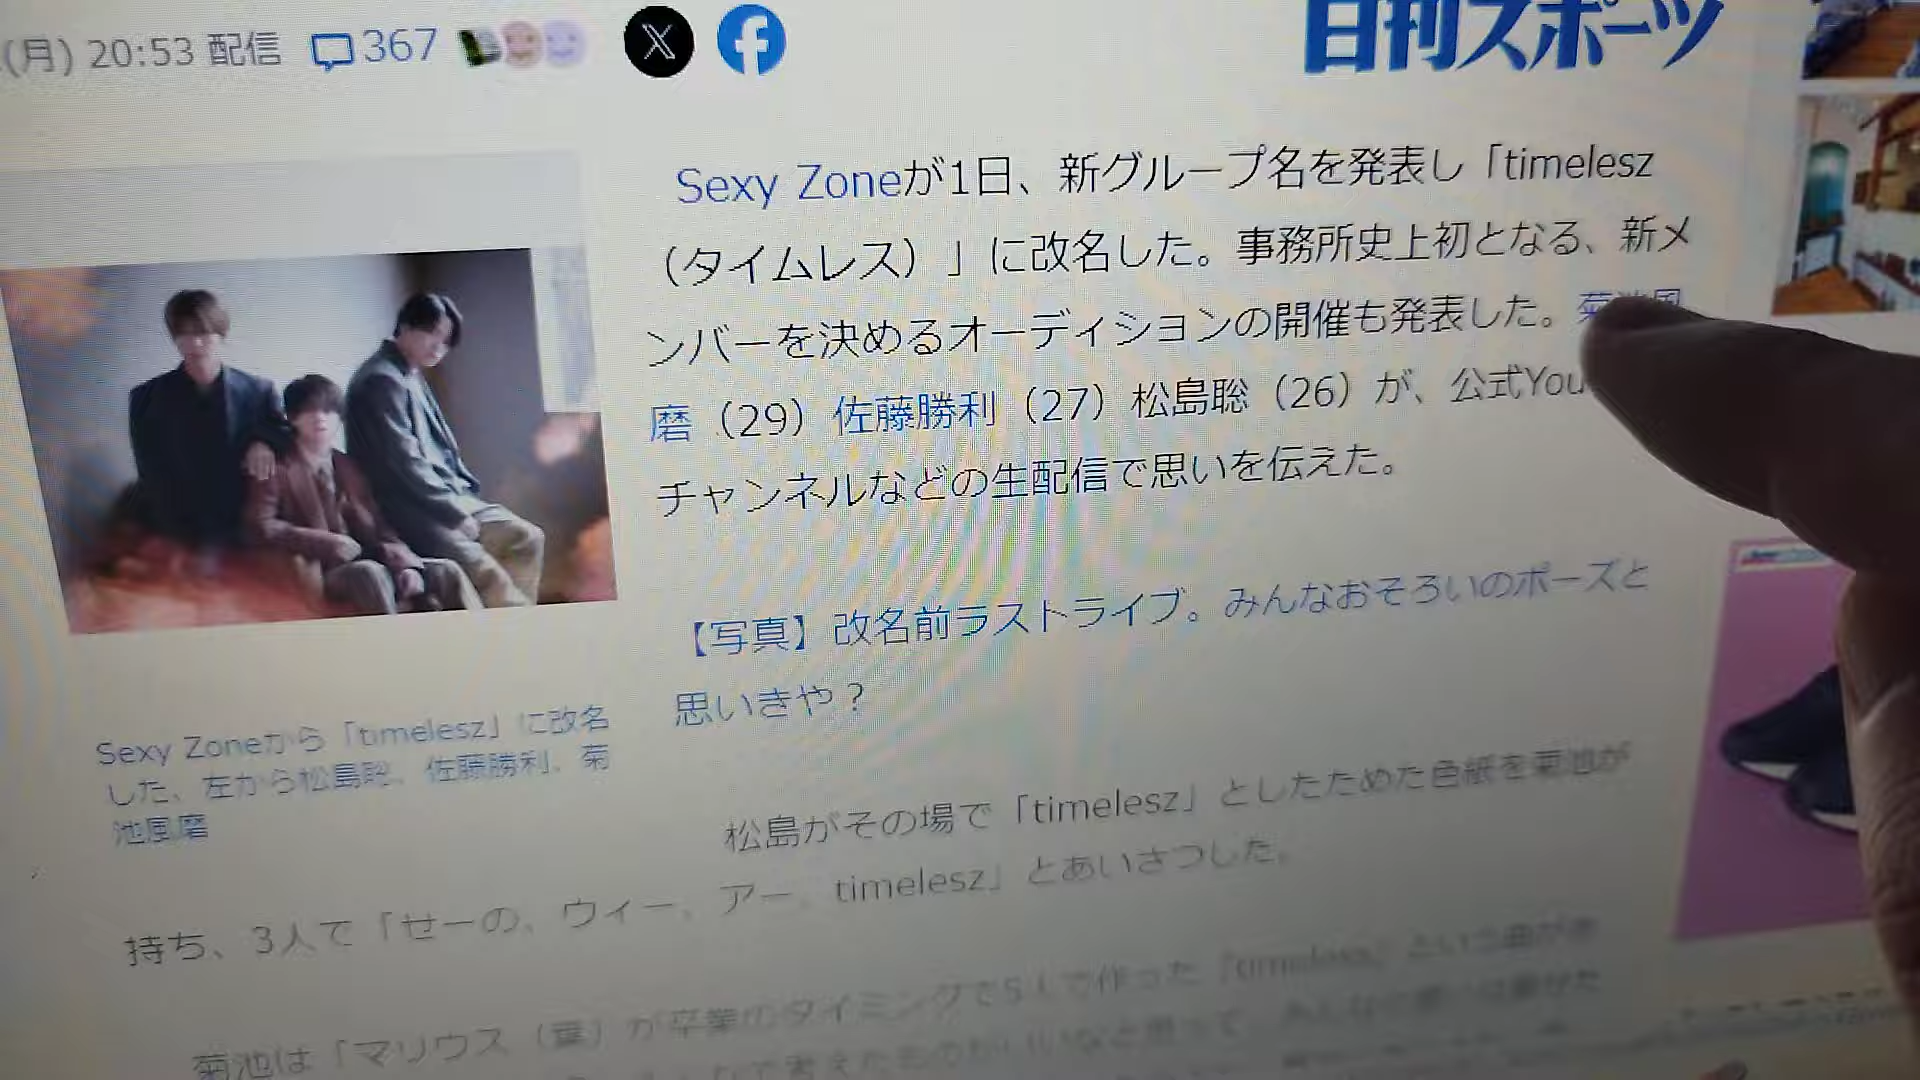 (月) 20:53 配信 367
日刊スポーツ
Sexy Zoneが1日、新グループ名を発表し「timelesz
（タイムレス）」に改名した。事務所史上初となる、新メ
ンバーを決めるオーディションの開催も発表した。菊池風
磨（29）佐藤勝利（27）松島聡（26）が、公式You
チャンネルなどの生配信で思いを伝えた。
【写真】改名前ラストライブ。みんなおそろいのポーズと
思いきや？
Sexy Zoneから「timelesz」に改名
した、左から松島聡、佐藤勝利、菊
池風磨
松島がその場で「timelesz」としたためた色紙を菊池が
持ち、3人で「せーの、ウィー、アー、timelesz」とあいさつした。
菊池は「マリウス（葉）が卒業のタイミングで5人で作った「timelesz」という曲があ